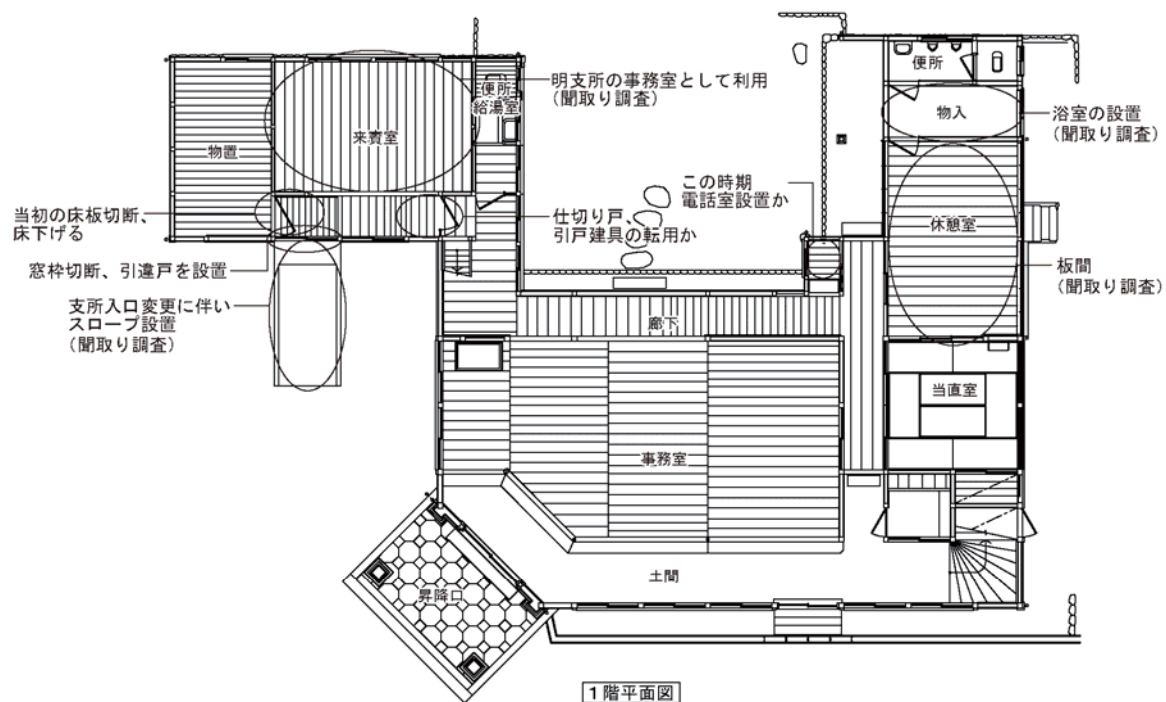 便所
便所
給湯室
明支所の事務室として利用
(聞取り調査)
物入
浴室の設置
(聞取り調査)
来賓室
物置
この時期
電話室設置か
当初の床板切断、
床下げる
仕切り戸、
引戸建具の転用か
休憩室
窓枠切断、引違戸を設置
板間
(聞取り調査)
支所入口変更に伴い
スロープ設置
(聞取り調査)
廊下
当直室
事務室
土間
昇降口
1階平面図